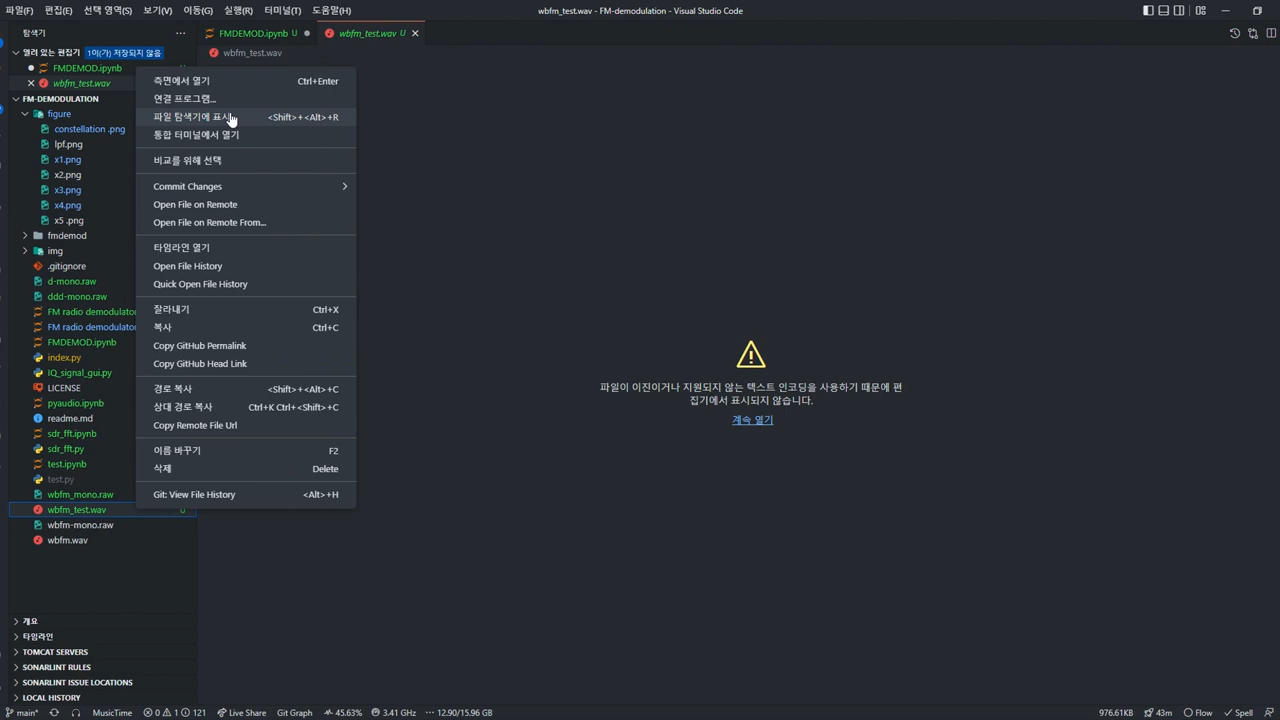 파일(F) 편집(E) 선택 영역(S) 보기(V) 이동(G) 실행(R) 터미널(T) 도움말(H)
wbfm_test.wav - FM-demodulation - Visual Studio Code
탐색기
FMDEMOD.ipynb U
wbfm_test.wav U
열려 있는 편집기 1이(가) 저장되지 않음
wbfm_test.wav
FMDEMOD.ipynb
wbfm_test.wav
FM-DEMODULATION
figure
constellation .png
lpf.png
x1.png
x2.png
x3.png
x4.png
x5 .png
fmdemod
img
.gitignore
d-mono.raw
ddd-mono.raw
FM radio demodulator
FM radio demodulator
FMDEMOD.ipynb
index.py
IQ_signal_gui.py
LICENSE
pyaudio.ipynb
readme.md
sdr_fft.ipynb
sdr_fft.py
test.ipynb
test.py
wbfm_mono.raw
wbfm_test.wav U
wbfm-mono.raw
wbfm.wav
개요
타임라인
TOMCAT SERVERS
SONARLINT RULES
SONARLINT ISSUE LOCATIONS
LOCAL HISTORY
측면에서 열기 Ctrl+Enter
연결 프로그램...
파일 탐색기에 표시 <Shift>+<Alt>+R
통합 터미널에서 열기
비교를 위해 선택
Commit Changes
Open File on Remote
Open File on Remote From...
타임라인 열기
Open File History
Quick Open File History
잘라내기 Ctrl+X
복사 Ctrl+C
Copy GitHub Permalink
Copy GitHub Head Link
경로 복사 <Shift>+<Alt>+C
상대 경로 복사 Ctrl+K Ctrl+<Shift>+C
Copy Remote File Url
이름 바꾸기 F2
삭제 Delete
Git: View File History <Alt>+H
파일이 이진이거나 지원되지 않는 텍스트 인코딩을 사용하기 때문에 편
집기에서 표시되지 않습니다.
계속 열기
main* MusicTime 0 1 121 Live Share Git Graph 45.63% 3.41 GHz 12.90/15.96 GB 976.61KB 43m Flow Spell